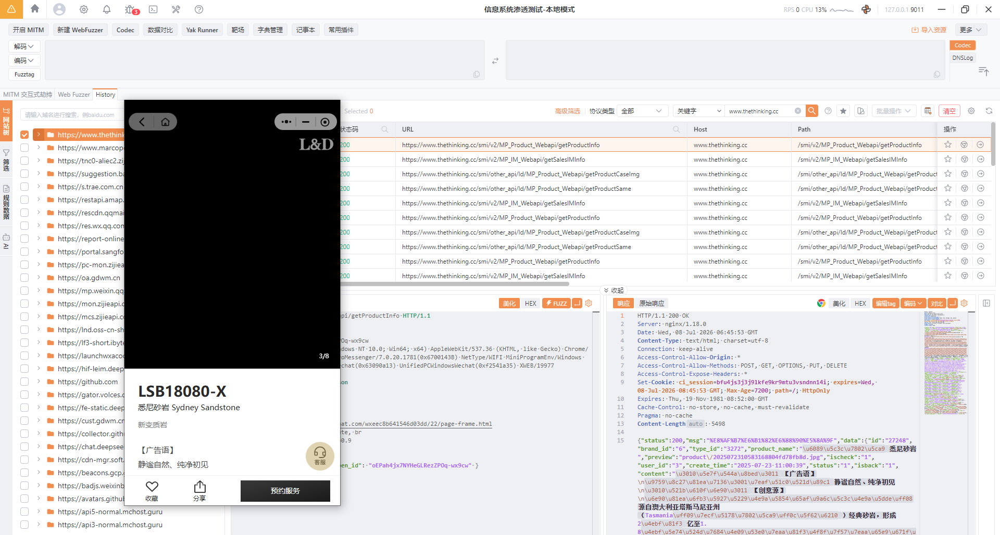 3
信息系统渗透测试-本地模式
RPS 0 CPU 13%
127.0.0.1 9011
开启 MITM
新建 WebFuzzer
Codec
数据对比
Yak Runner
靶场
字典管理
记事本
常用插件
导入资源
更多
解码
编码
Fuzztag
Codec
DNSLog
MITM 交互式劫持
Web Fuzzer
History
网站树
筛选
规则数据
AI
请输入域名进行搜索，例baidu.com
https://www.thethink
https://www.marcop
https://tnc0-aliec2.zij
https://suggestion.ba
https://s.trae.com.cn
https://restapi.amap.
https://rescdn.qqmai
https://res.wx.qq.com
https://report-online
https://portal.sangfo
https://pc-mon.zijieap
https://oa.gdwm.cn
https://mp.weixin.qq
https://mon.zijieapi.c
https://mcs.zijieapi.co
https://lnd.oss-cn-sh
https://lf3-short.ibyte
https://launchwxacoo
https://hif-leim.deep
https://github.com
https://gator.volces.c
https://fe-static.deep
https://cust.gdwm.cn
https://collector.gith
https://chat.deepsee
https://cdn-mgr.soft.
https://beacons.gcp.g
https://badjs.weixinb
https://avatars.githu
https://api5-normal.mchost.guru
https://api3-normal.mchost.guru
L&D
3/8
LSB18080-X
悉尼砂岩 Sydney Sandstone
新变质岩
【广告语】
静谧自然、纯净初见
客服
收藏
分享
预约服务
Selected 0
高级筛选
协议类型
全部
关键字
www.thethinking.cc
批量操作
清空
状态码 URL Host Path 操作
200 https://www.thethinking.cc/smi/v2/MP_Product_Webapi/getProductInfo www.thethinking.cc /smi/v2/MP_Product_Webapi/getProductInfo
200 https://www.thethinking.cc/smi/v2/MP_IM_Webapi/getSalesIMInfo www.thethinking.cc /smi/v2/MP_IM_Webapi/getSalesIMInfo
200 https://www.thethinking.cc/smi/other_api/ld/MP_Product_Webapi/getProductCaseImg www.thethinking.cc /smi/other_api/ld/MP_Product_Webapi/getProduct
200 https://www.thethinking.cc/smi/other_api/ld/MP_Product_Webapi/getProductSame www.thethinking.cc /smi/other_api/ld/MP_Product_Webapi/getProduct
200 https://www.thethinking.cc/smi/v2/MP_IM_Webapi/getSalesIMInfo www.thethinking.cc /smi/v2/MP_IM_Webapi/getSalesIMInfo
200 https://www.thethinking.cc/smi/v2/MP_Product_Webapi/getProductInfo www.thethinking.cc /smi/v2/MP_Product_Webapi/getProductInfo
200 https://www.thethinking.cc/smi/other_api/ld/MP_Product_Webapi/getProductCaseImg www.thethinking.cc /smi/other_api/ld/MP_Product_Webapi/getProduct
200 https://www.thethinking.cc/smi/other_api/ld/MP_Product_Webapi/getProductSame www.thethinking.cc /smi/other_api/ld/MP_Product_Webapi/getProduct
200 https://www.thethinking.cc/smi/v2/MP_Product_Webapi/getProductInfo www.thethinking.cc /smi/v2/MP_Product_Webapi/getProductInfo
200 https://www.thethinking.cc/smi/v2/MP_IM_Webapi/getSalesIMInfo www.thethinking.cc /smi/v2/MP_IM_Webapi/getSalesIMInfo
收起
美化
HEX
FUZZ
pi/getProductInfo HTTP/1.1
POq-wx9cw
dows NT 10.0; Win64; x64) AppleWebKit/537.36 (KHTML, like Gecko) Chrome/
oMessenger/7.0.20.1781(0x6700143B) NetType/WIFI MiniProgramEnv/Windows
chat(0x63090a13) UnifiedPCWindowsWechat(0xf2541a35) XWEB/19977
on
hat.com/wxeec8b641546d03dd/22/page-frame.html
te, br
0.9
en_id": "oEPah4jx7NYHeGLRezZPOq-wx9cw" }
响应
原始响应
美化
HEX
编辑tag
编码
对比
1 HTTP/1.1 200 OK
2 Server: nginx/1.18.0
3 Date: Wed, 08 Jul 2026 06:45:53 GMT
4 Content-Type: text/html; charset=utf-8
5 Connection: keep-alive
6 Access-Control-Allow-Origin: *
7 Access-Control-Allow-Methods: POST, GET, OPTIONS, PUT, DELETE
8 Access-Control-Expose-Headers: *
9 Set-Cookie: ci_session=bfu4js3j3j9lkfe9kr9mtu3vsndnn14i; expires=Wed,
08-Jul-2026 08:45:53 GMT; Max-Age=7200; path=/; HttpOnly
10 Expires: Thu, 19 Nov 1981 08:52:00 GMT
11 Cache-Control: no-store, no-cache, must-revalidate
12 Pragma: no-cache
13 Content-Length auto : 5498
14
15 {"status":200,"msg":"%E8%AF%B7%E6%B1%82%E6%88%90%E5%8A%9F","data":{"id":"27248",
"brand_id":"6","type_id":"3272","product_name":"\u6089\u5c3c\u7802\u5ca9 悉尼砂岩
","preview":"product\/2025072310583168804fd78fb8d.jpg","ischeck":"1",
"user_id":"3","create_time":"2025-07-23 11:00:39","status":"1","isback":"1",
"content":"\u3010\u5e7f\u544a\u8bed\u3011 【广告语】
\n\u9759\u8c27\u81ea\u7136\u3001\u7eaf\u51c0\u521d\u89c1 静谧自然、纯净初见
\n\u3010\u521b\u610f\u6e90\u3011 【创意源】
\n\u6e90\u81ea\u6fb3\u5927\u5229\u4e9a\u5854\u65af\u9a6c\u5c3c\u4e9a\u5dde\uff08
源自澳大利亚塔斯马尼亚州
（Tasmania\uff09\u7ecf\u5178\u7802\u5ca9\uff0c\u5f62\u6210 ）经典砂岩，形成
2\u4ebf\u81f3 亿至1.
8\u4ebf\u5e74\u524d\u7684\u4e09\u53e0\u7eaa\u81f3\u4f8f\u7f57\u7eaa\u65e9\u671f\u